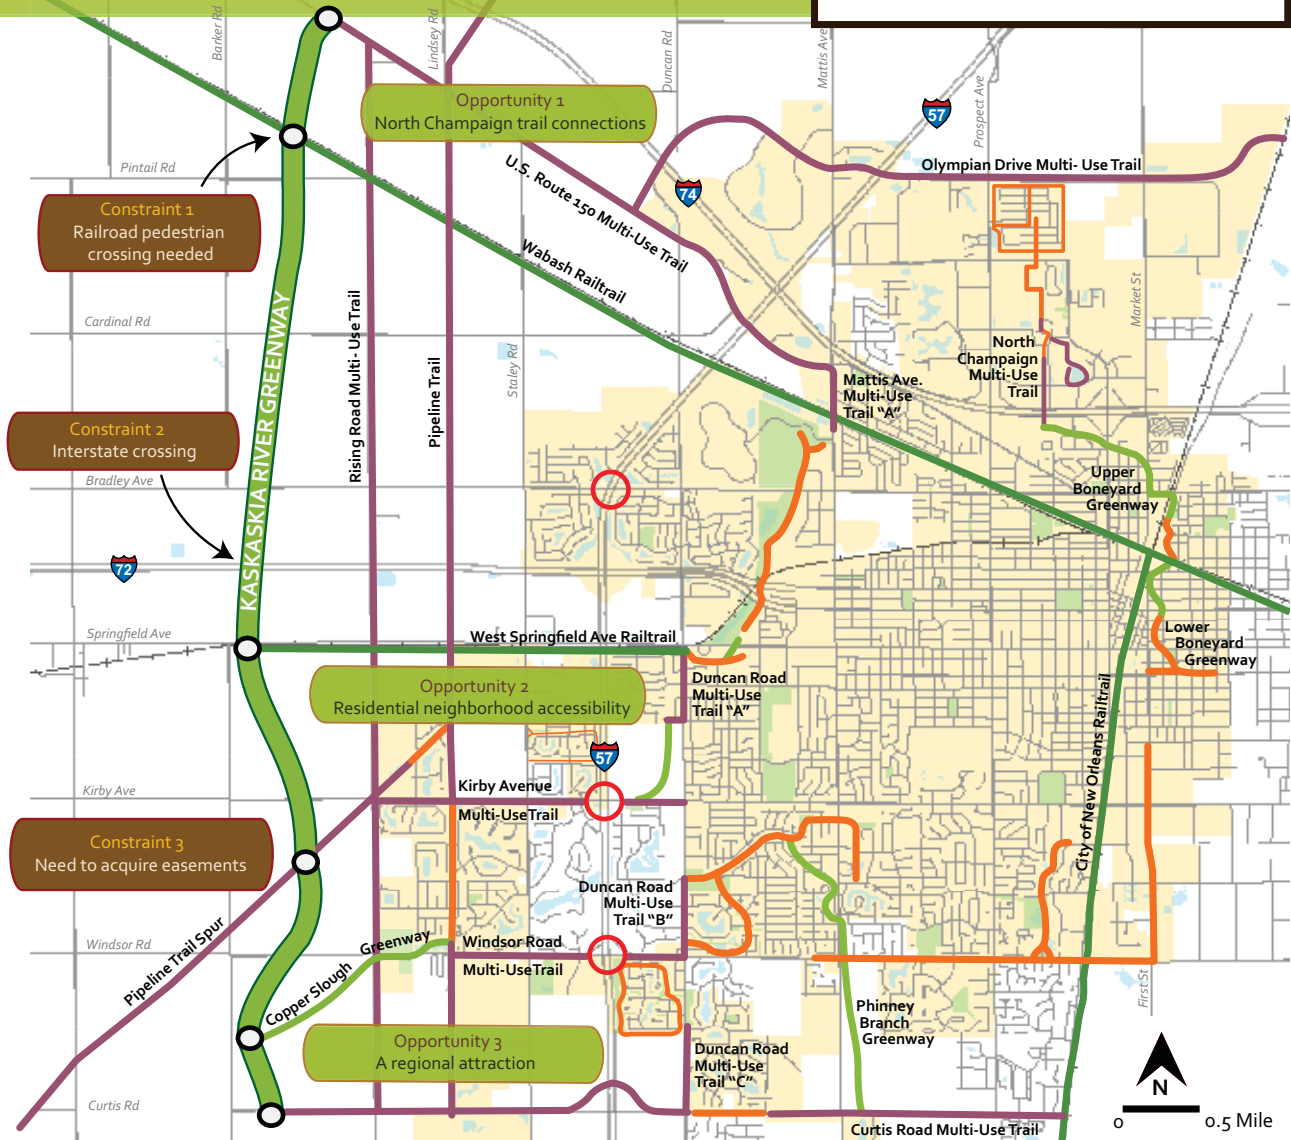 Barker Rd
Lindsey Rd
Duncan Rd
Mattis Ave
Prospect Ave
57
Opportunity 1
North Champaign trail connections
Pintail Rd
Olympian Drive Multi- Use Trail
74
U.S. Route 150 Multi-Use Trail
Constraint 1
Railroad pedestrian
crossing needed
Wabash Railtrail
Market St
Cardinal Rd
KASKASKIA RIVER GREENWAY
Rising Road Multi- Use Trail
Pipeline Trail
Staley Rd
North
Champaign
Multi-Use
Trail
Mattis Ave.
Multi-Use
Trail “A”
Constraint 2
Interstate crossing
Bradley Ave
Upper
Boneyard
Greenway
72
Springfield Ave
West Springfield Ave Railtrail
Lower
Boneyard
Greenway
Opportunity 2
Residential neighborhood accessibility
Duncan Road
Multi-Use
Trail “A”
City of New Orleans Railtrail
57
Kirby Ave
Kirby Avenue
Multi-UseTrail
Constraint 3
Need to acquire easements
Duncan Road
Multi-Use
Trail “B”
Windsor Rd
Pipeline Trail Spur
Copper Slough Greenway
Windsor Road
Multi-UseTrail
First St
Phinney
Branch
Greenway
Opportunity 3
A regional attraction
Duncan Road
Multi-Use
Trail “C”
N
0 0.5 Mile
Curtis Rd
Curtis Road Multi-Use Trail